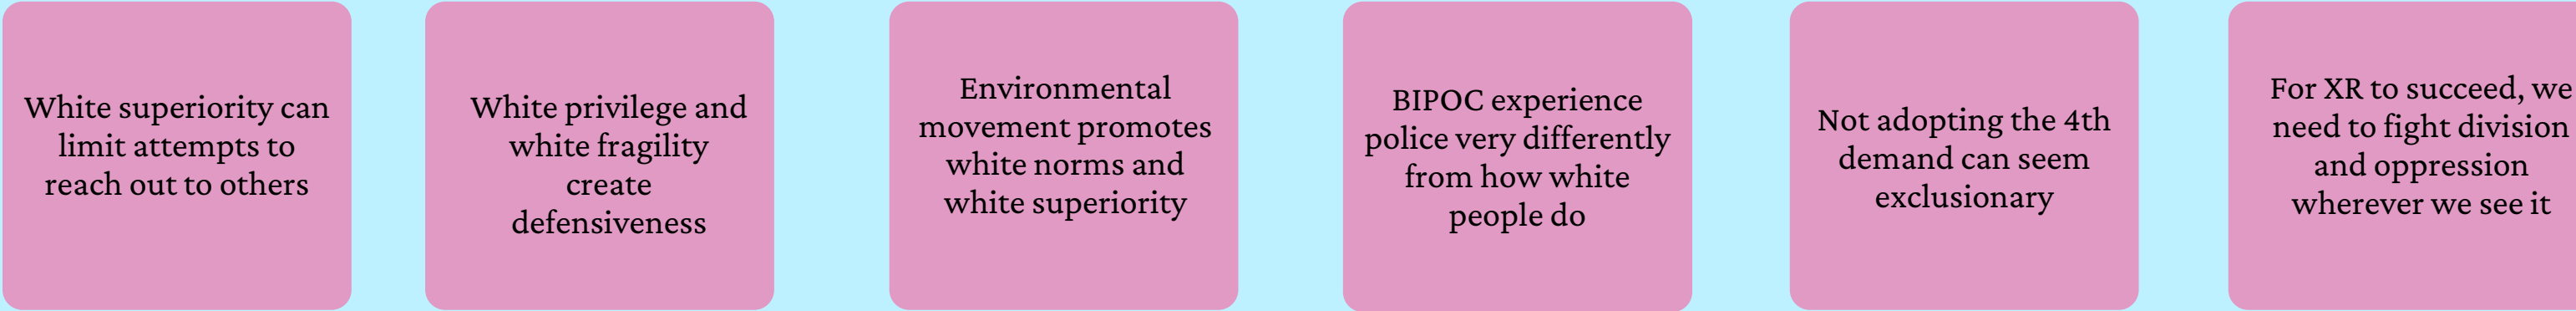 White superiority can
limit attempts to
reach out to others
White privilege and
white fragility
create
defensiveness
Environmental
movement promotes
white norms and
white superiority
BIPOC experience
police very differently
from how white
people do
Not adopting the 4th
demand can seem
exclusionary
For XR to succeed, we
need to fight division
and oppression
wherever we see it